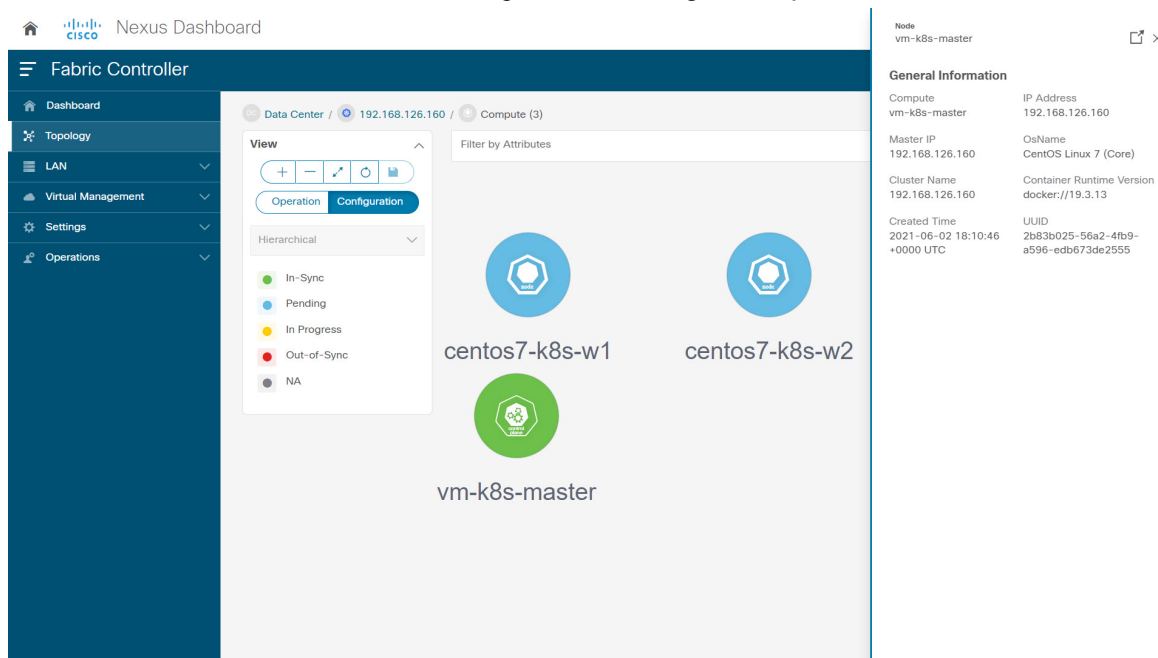 CISCO Nexus Dashboard
Fabric Controller
Dashboard
Topology
LAN
Virtual Management
Settings
Operations
Data Center / 192.168.126.160 / Compute (3)
View
Operation Configuration
Hierarchical
In-Sync
Pending
In Progress
Out-of-Sync
NA
Filter by Attributes
node
centos7-k8s-w1
node
centos7-k8s-w2
control
plane
vm-k8s-master
Node
vm-k8s-master
General Information
Compute IP Address
vm-k8s-master 192.168.126.160
Master IP OsName
192.168.126.160 CentOS Linux 7 (Core)
Cluster Name Container Runtime Version
192.168.126.160 docker://19.3.13
Created Time UUID
2021-06-02 18:10:46 2b83b025-56a2-4fb9-
+0000 UTC a596-edb673de2555